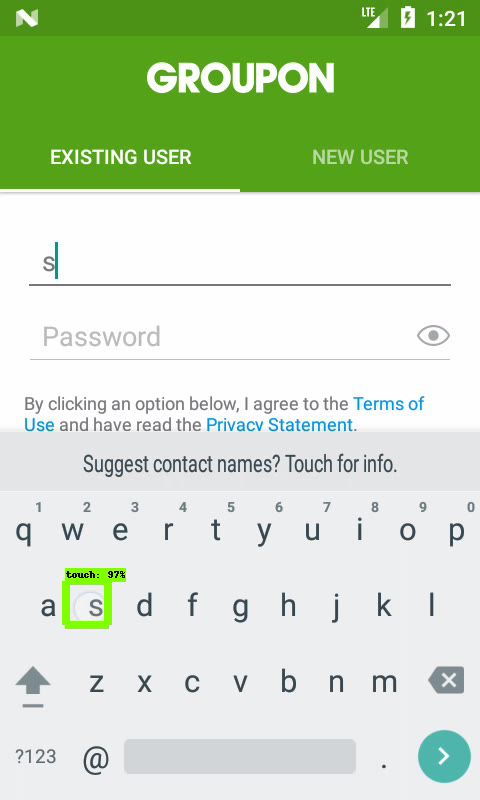 LTE 1:21
GROUPON
EXISTING USER NEW USER
s
Password
By clicking an option below, I agree to the Terms of
Use and have read the Privacy Statement.
Suggest contact names? Touch for info.
1 2 3 4 5 6 7 8 9 0
q w e r t y u i o p
touch: 97%
a s d f g h j k l
z x c v b n m
?123 @ .